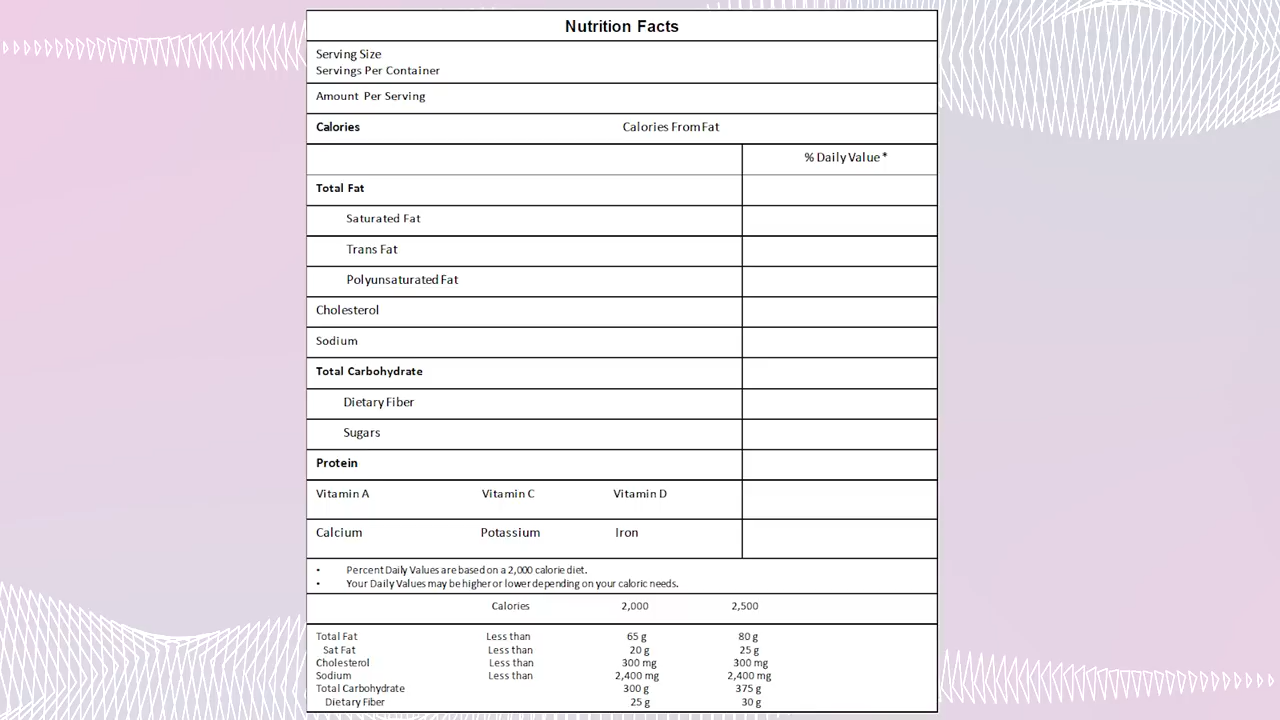 Nutrition Facts
Serving Size
Servings Per Container
Amount Per Serving
Calories Calories From Fat
% Daily Value *
Total Fat
Saturated Fat
Trans Fat
Polyunsaturated Fat
Cholesterol
Sodium
Total Carbohydrate
Dietary Fiber
Sugars
Protein
Vitamin A Vitamin C Vitamin D
Calcium Potassium Iron
• Percent Daily Values are based on a 2,000 calorie diet.
• Your Daily Values may be higher or lower depending on your caloric needs.
Calories 2,000 2,500
Total Fat Less than 65 g 80 g
Sat Fat Less than 20 g 25 g
Cholesterol Less than 300 mg 300 mg
Sodium Less than 2,400 mg 2,400 mg
Total Carbohydrate 300 g 375 g
Dietary Fiber 25 g 30 g